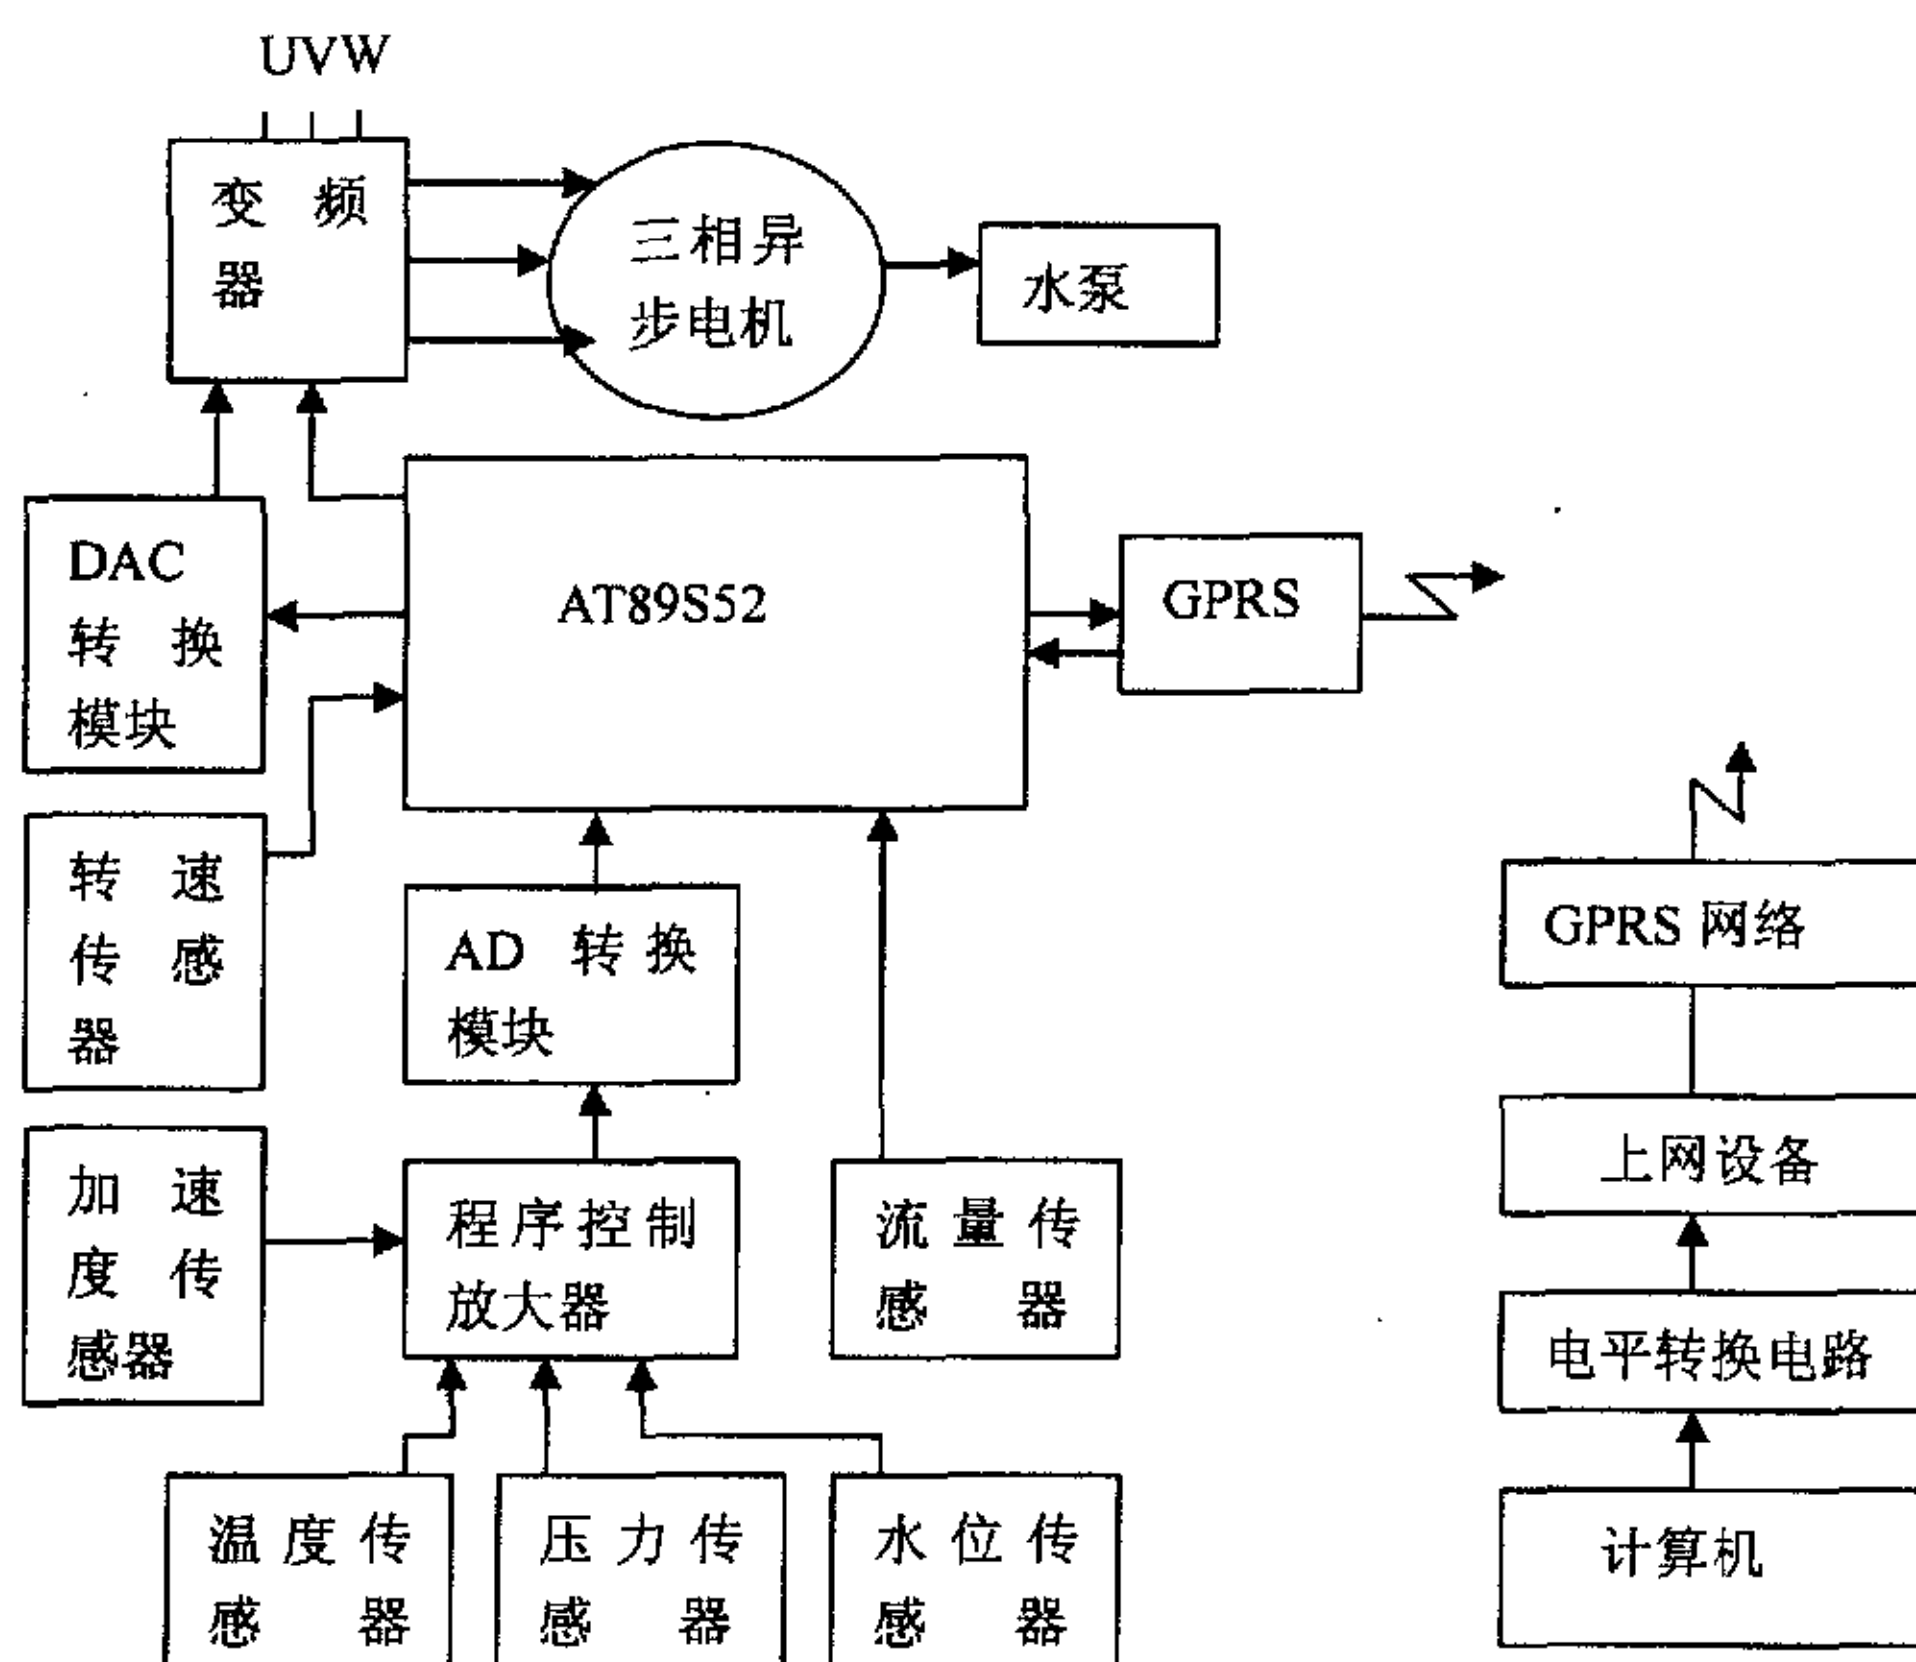 UVW
变 频
器
三相异
步电机
水泵
DAC
转 换
模块
AT89S52
GPRS
转 速
传 感
器
AD 转 换
模块
GPRS 网络
加 速
度 传
感器
程序控制
放大器
流 量 传
感 器
上网设备
电平转换电路
温 度 传
感 器
压 力 传
感 器
水 位 传
感 器
计算机